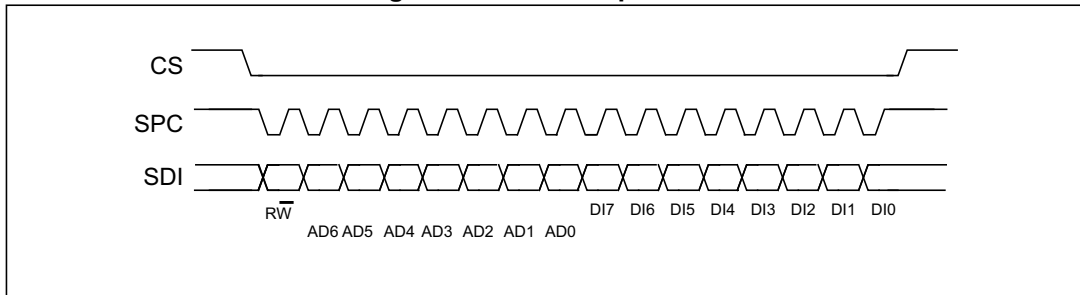 CS
SPC
SDI
RW̅
DI7 DI6 DI5 DI4 DI3 DI2 DI1 DI0
AD6 AD5 AD4 AD3 AD2 AD1 AD0